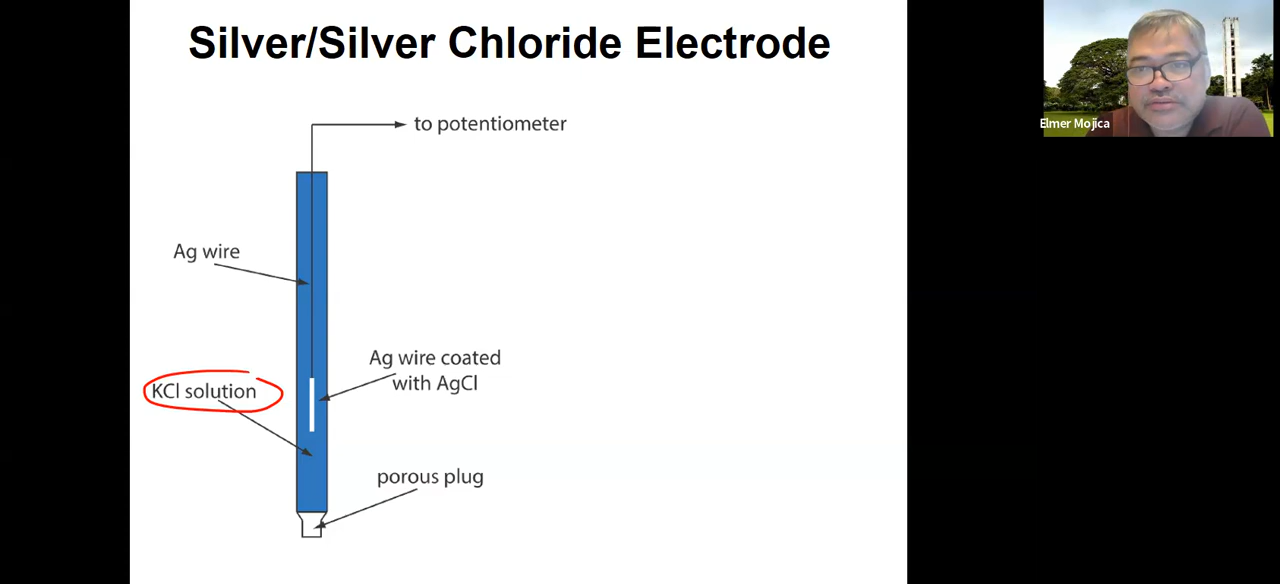 Silver/Silver Chloride Electrode
to potentiometer
Elmer Mojica
Ag wire
Ag wire coated
with AgCl
KCl solution
porous plug